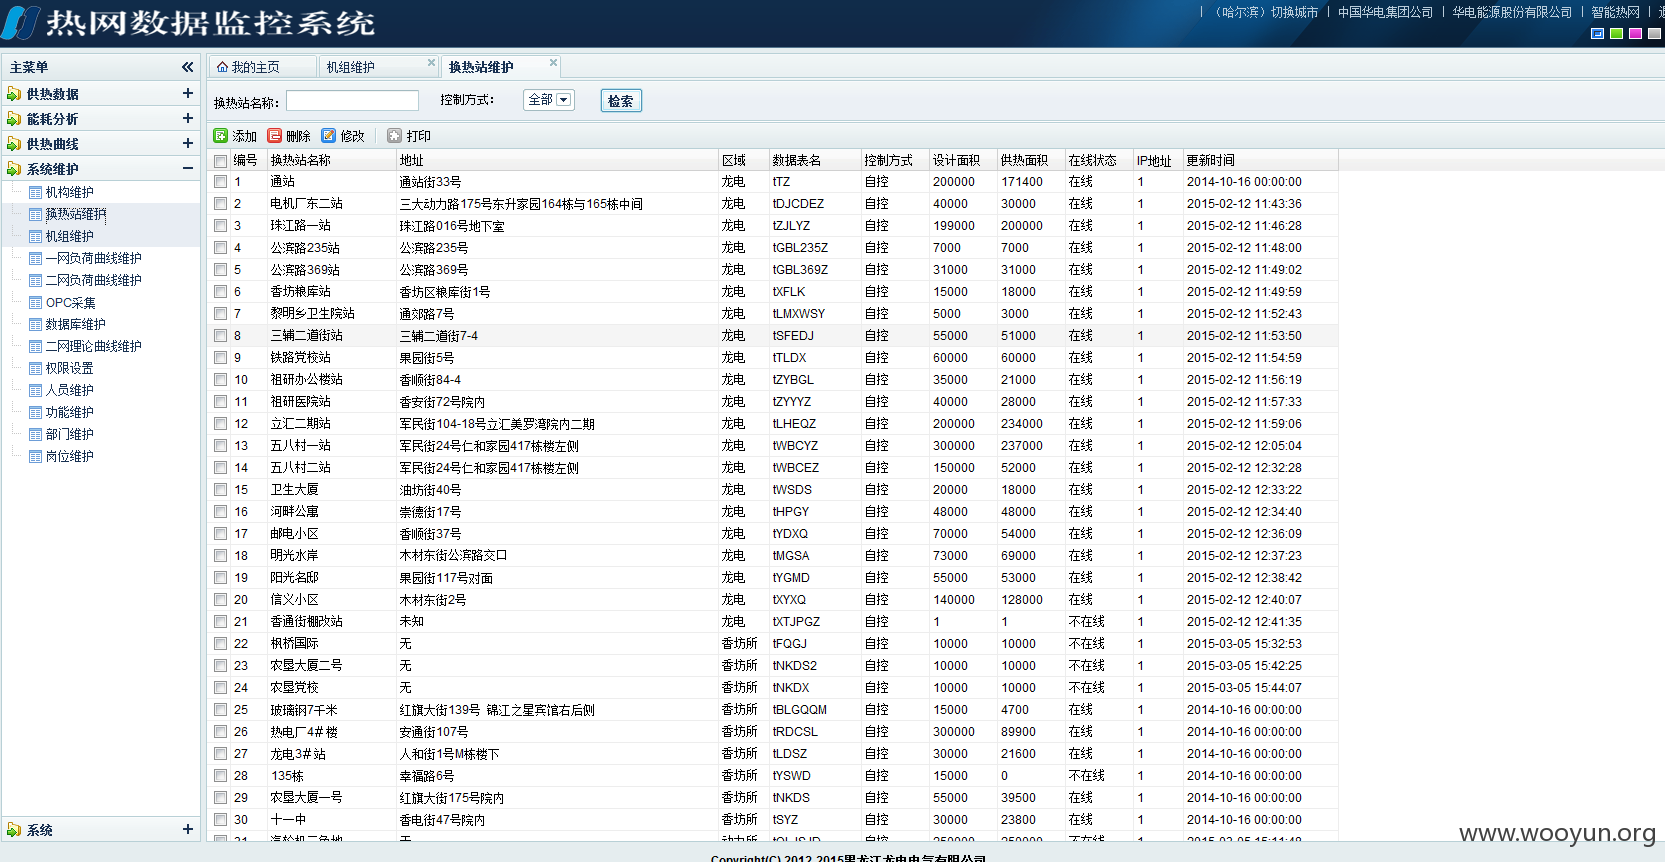 热网数据监控系统
（哈尔滨）切换城市 | 中国华电集团公司 | 华电能源股份有限公司 | 智能热网 |
主菜单
供热数据
能耗分析
供热曲线
系统维护
机构维护
换热站维护
机组维护
一网负荷曲线维护
二网负荷曲线维护
OPC采集
数据库维护
二网理论曲线维护
权限设置
人员维护
功能维护
部门维护
岗位维护
系统
我的主页 机组维护 换热站维护
换热站名称: 控制方式: 全部 检索
添加 删除 修改 打印
编号 换热站名称 地址 区域 数据表名 控制方式 设计面积 供热面积 在线状态 IP地址 更新时间
1 通站 通站街33号 龙电 tTZ 自控 200000 171400 在线 1 2014-10-16 00:00:00
2 电机厂东二站 三大动力路175号东升家园164栋与165栋中间 龙电 tDJCDEZ 自控 40000 30000 在线 1 2015-02-12 11:43:36
3 珠江路一站 珠江路016号地下室 龙电 tZJLYZ 自控 199000 200000 在线 1 2015-02-12 11:46:28
4 公滨路235站 公滨路235号 龙电 tGBL235Z 自控 7000 7000 在线 1 2015-02-12 11:48:00
5 公滨路369站 公滨路369号 龙电 tGBL369Z 自控 31000 31000 在线 1 2015-02-12 11:49:02
6 香坊粮库站 香坊区粮库街1号 龙电 tXFLK 自控 15000 18000 在线 1 2015-02-12 11:49:59
7 黎明乡卫生院站 通郊路7号 龙电 tLMXWSY 自控 5000 3000 在线 1 2015-02-12 11:52:43
8 三辅二道街站 三辅二道街7-4 龙电 tSFEDJ 自控 55000 51000 在线 1 2015-02-12 11:53:50
9 铁路党校站 果园街5号 龙电 tTLDX 自控 60000 60000 在线 1 2015-02-12 11:54:59
10 祖研办公楼站 香顺街84-4 龙电 tZYBGL 自控 35000 21000 在线 1 2015-02-12 11:56:19
11 祖研医院站 香安街72号院内 龙电 tZYYYZ 自控 40000 28000 在线 1 2015-02-12 11:57:33
12 立汇二期站 军民街104-18号立汇美罗湾院内二期 龙电 tLHEQZ 自控 200000 234000 在线 1 2015-02-12 11:59:06
13 五八村一站 军民街24号仁和家园417栋楼左侧 龙电 tWBCYZ 自控 300000 237000 在线 1 2015-02-12 12:05:04
14 五八村二站 军民街24号仁和家园417栋楼左侧 龙电 tWBCEZ 自控 150000 52000 在线 1 2015-02-12 12:32:28
15 卫生大厦 油坊街40号 龙电 tWSDS 自控 20000 18000 在线 1 2015-02-12 12:33:22
16 河畔公寓 崇德街17号 龙电 tHPGY 自控 48000 48000 在线 1 2015-02-12 12:34:40
17 邮电小区 香顺街37号 龙电 tYDXQ 自控 70000 54000 在线 1 2015-02-12 12:36:09
18 明光水岸 木材东街公滨路交口 龙电 tMGSA 自控 73000 69000 在线 1 2015-02-12 12:37:23
19 阳光名邸 果园街117号对面 龙电 tYGMD 自控 55000 53000 在线 1 2015-02-12 12:38:42
20 信义小区 木材东街2号 龙电 tXYXQ 自控 140000 128000 在线 1 2015-02-12 12:40:07
21 香通街棚改站 未知 龙电 tXTJPGZ 自控 1 1 不在线 1 2015-02-12 12:41:35
22 枫桥国际 无 香坊所 tFQGJ 自控 10000 10000 不在线 1 2015-03-05 15:32:53
23 农垦大厦二号 无 香坊所 tNKDS2 自控 10000 10000 不在线 1 2015-03-05 15:42:25
24 农垦党校 无 香坊所 tNKDX 自控 10000 10000 不在线 1 2015-03-05 15:44:07
25 玻璃钢7千米 红旗大街139号 锦江之星宾馆右后侧 香坊所 tBLGQQM 自控 15000 4700 在线 1 2014-10-16 00:00:00
26 热电厂4#楼 安通街107号 香坊所 tRDCSL 自控 300000 89900 在线 1 2014-10-16 00:00:00
27 龙电3#站 人和街1号M栋楼下 香坊所 tLDSZ 自控 30000 21600 在线 1 2014-10-16 00:00:00
28 135栋 幸福路6号 香坊所 tYSWD 自控 15000 0 不在线 1 2014-10-16 00:00:00
29 农垦大厦一号 红旗大街175号院内 香坊所 tNKDS 自控 55000 39500 在线 1 2014-10-16 00:00:00
30 十一中 香电街47号院内 香坊所 tSYZ 自控 30000 23800 在线 1 2014-10-16 00:00:00
www.wooyun.org
Copyright(C) 2012-2015黑龙江龙电电气有限公司